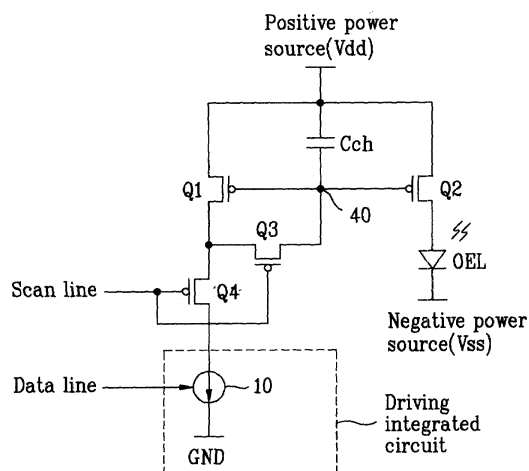 Positive power
source(Vdd)
Cch
Q1
Q2
40
Q3
OEL
Scan line
Q4
Negative power
source(Vss)
Data line
10
Driving
integrated
circuit
GND